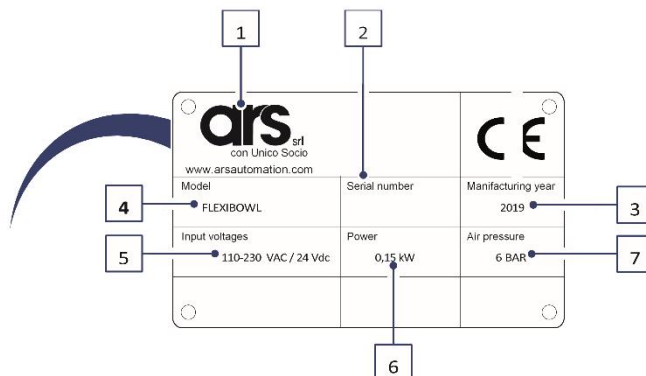 1
2
ars srl
con Unico Socio
www.arsautomation.com
CE
Model
Serial number
Manifacturing year
4
FLEXIBOWL
2019
3
Input voltages
Power
Air pressure
5
110-230 VAC / 24 Vdc
0,15 kW
6 BAR
7
6